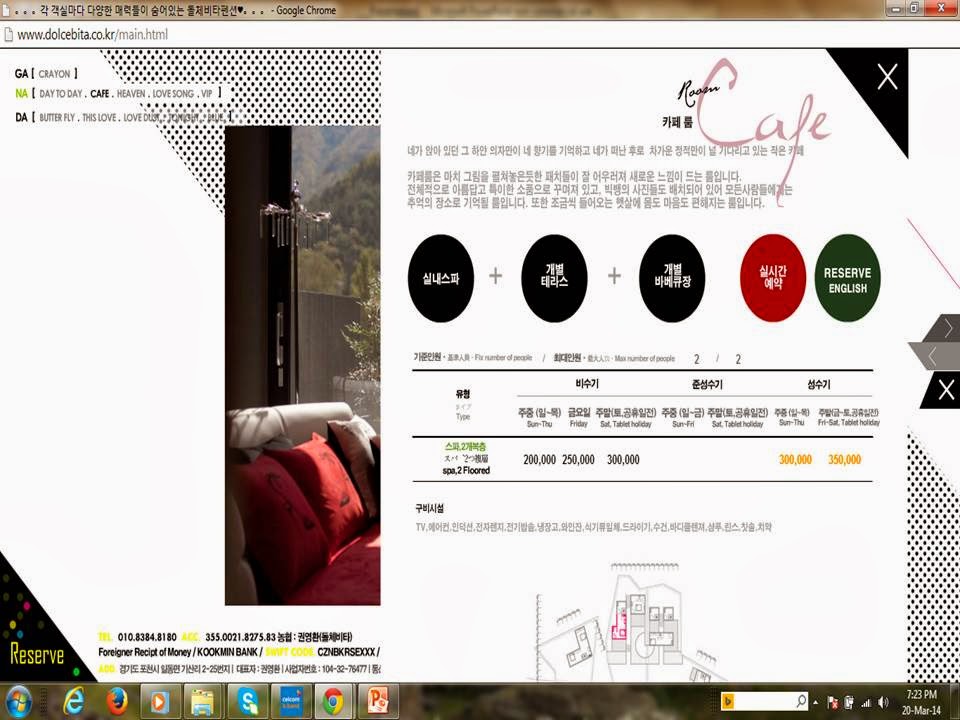 。。。각 객실마다 다양한 매력들이 숨어있는 돌체비타펜션♥。。。 - Google Chrome
www.dolcebita.co.kr/main.html
GA [ CRAYON ]
NA [ DAY TO DAY . CAFE . HEAVEN . LOVE SONG . VIP ]
DA [ BUTTER FLY . THIS LOVE . LOVE DUST . TONIGHT . BLUE ]
Room Cafe
카페 룸
네가 앉아 있던 그 하얀 의자만이 네 향기를 기억하고 네가 떠난 후로 차가운 정적만이 널 기다리고 있는 작은 카페
카페룸은 마치 그림을 펼쳐놓은듯한 패치들이 잘 어우러져 새로운 느낌이 드는 룸입니다.
전체적으로 아름답고 특이한 소품으로 꾸며져 있고, 빅뱅의 사진들도 배치되어 있어 모든사람들에게는
추억의 장소로 기억될 룸입니다. 또한 조금씩 들어오는 햇살에 몸도 마음도 편해지는 룸입니다.
실내스파 + 개별 테라스 + 개별 바베큐장
실시간 예약
RESERVE ENGLISH
기준인원 · 基準人員 · Fix number of people / 최대인원 · 最大人員 · Max number of people 2 / 2
유형 タイプ Type
비수기 준성수기 성수기
주중 (일~목) 금요일 주말(토,공휴일전) 주중 (일~금) 주말(토,공휴일전) 주중 (일~목) 주말(금~토,공휴일전)
Sun-Thu Friday Sat, Tablet holiday Sun-Fri Sat, Tablet holiday Sun-Thu Fri-Sat, Tablet holiday
스파,2개복층
spa,2 Floored
200,000 250,000 300,000 300,000 350,000
구비시설
TV,에어컨,인덕션,전자렌지,전기밥솥,냉장고,와인잔,식기류일체,드라이기,수건,바디클렌져,샴푸,린스,칫솔,치약
Reserve
TEL. 010.8384.8180 ACC. 355.0021.8275.83 농협 : 권영환(돌체비타)
Foreigner Recipt of Money / KOOKMIN BANK / SWIFT CODE. CZNBKRSEXXX /
ADD. 경기도 포천시 일동면 기산리 2-25번지 | 대표자 : 권영환 | 사업자번호 : 104-32-76477 | 통신
celcom
7:23 PM
20-Mar-14